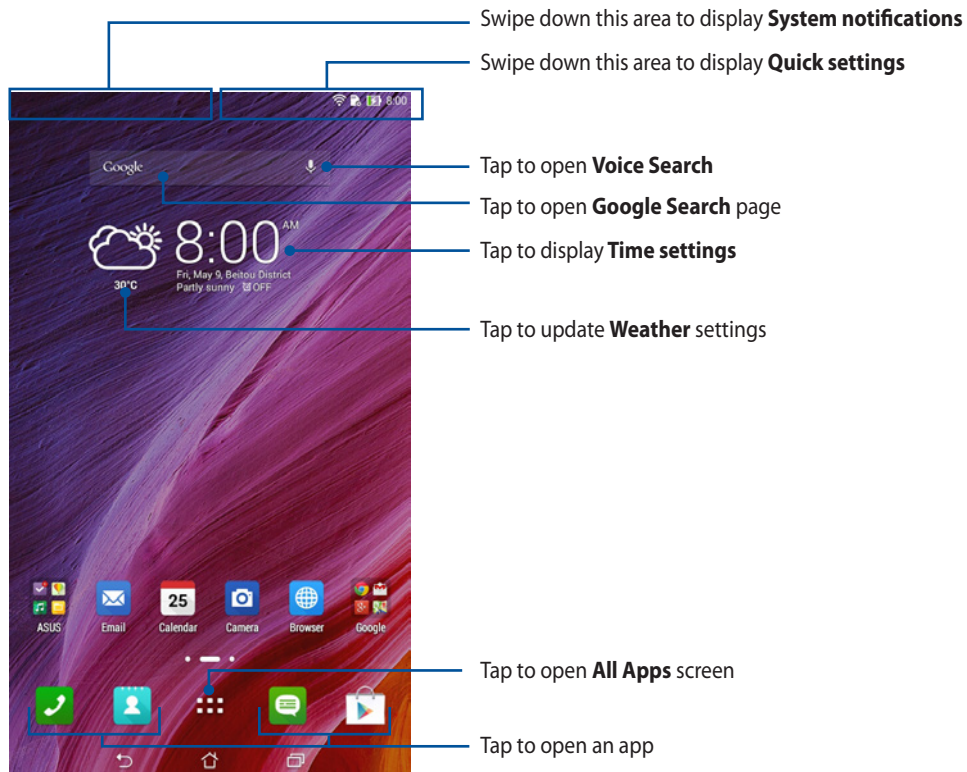 Swipe down this area to display System notifications
Swipe down this area to display Quick settings
8:00
Google
Tap to open Voice Search
Tap to open Google Search page
8:00 AM
Tap to display Time settings
Fri, May 9, Beitou District
30°C
Partly sunny OFF
Tap to update Weather settings
25
ASUS Email Calendar Camera Browser Google
Tap to open All Apps screen
Tap to open an app